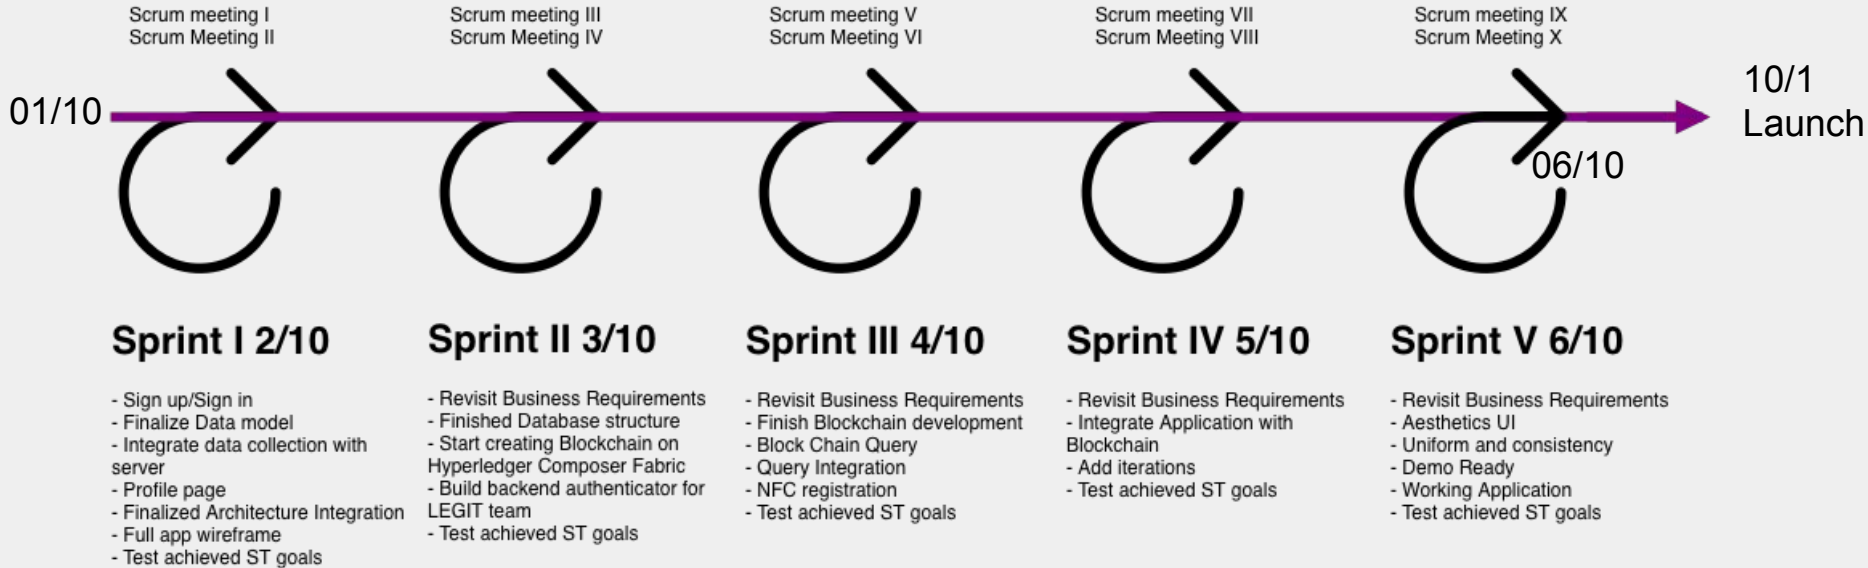 Scrum meeting I
Scrum Meeting II
Scrum meeting III
Scrum Meeting IV
Scrum meeting V
Scrum Meeting VI
Scrum meeting VII
Scrum Meeting VIII
Scrum meeting IX
Scrum Meeting X
01/10
10/1
Launch
06/10
Sprint I 2/10
- Sign up/Sign in
- Finalize Data model
- Integrate data collection with
server
- Profile page
- Finalized Architecture Integration
- Full app wireframe
- Test achieved ST goals
Sprint II 3/10
- Revisit Business Requirements
- Finished Database structure
- Start creating Blockchain on
Hyperledger Composer Fabric
- Build backend authenticator for
LEGIT team
- Test achieved ST goals
Sprint III 4/10
- Revisit Business Requirements
- Finish Blockchain development
- Block Chain Query
- Query Integration
- NFC registration
- Test achieved ST goals
Sprint IV 5/10
- Revisit Business Requirements
- Integrate Application with
Blockchain
- Add iterations
- Test achieved ST goals
Sprint V 6/10
- Revisit Business Requirements
- Aesthetics UI
- Uniform and consistency
- Demo Ready
- Working Application
- Test achieved ST goals